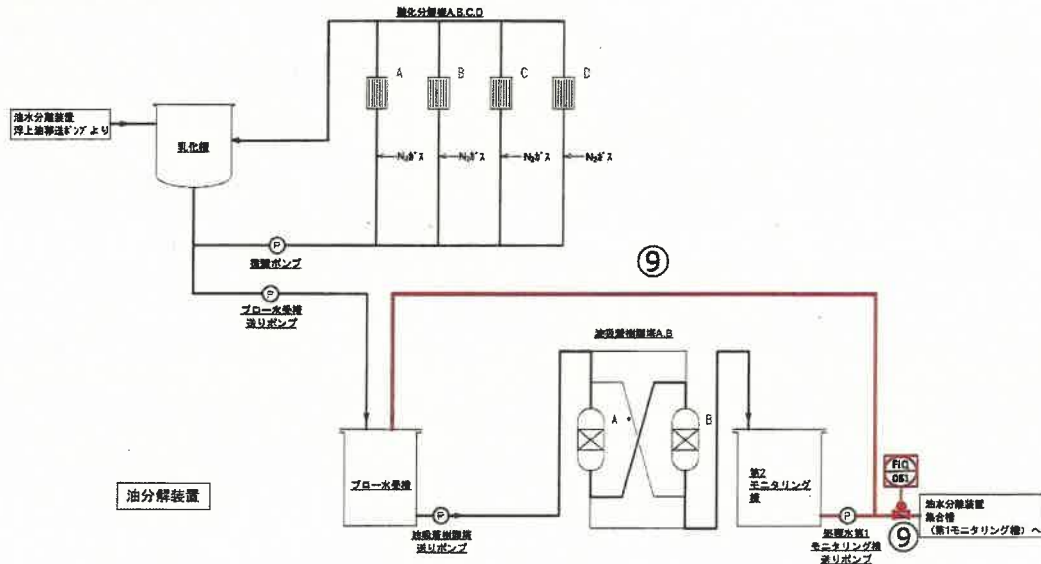 酸化分解塔A,B,C,D
A
B
C
D
油水分離装置
浮上油移送ポンプより
乳化槽
N₂ガス
N₂ガス
N₂ガス
N₂ガス
循環ポンプ
⑨
ブロー水受槽
送りポンプ
油吸着樹脂塔A,B
A
B
ブロー水受槽
第2
モニタリング
槽
FIQ
061
油水分離装置
集合槽
（第1モニタリング槽）へ
油分解装置
油吸着樹脂塔
送りポンプ
P
P
P
P
処理水第1
モニタリング槽
送りポンプ
⑨